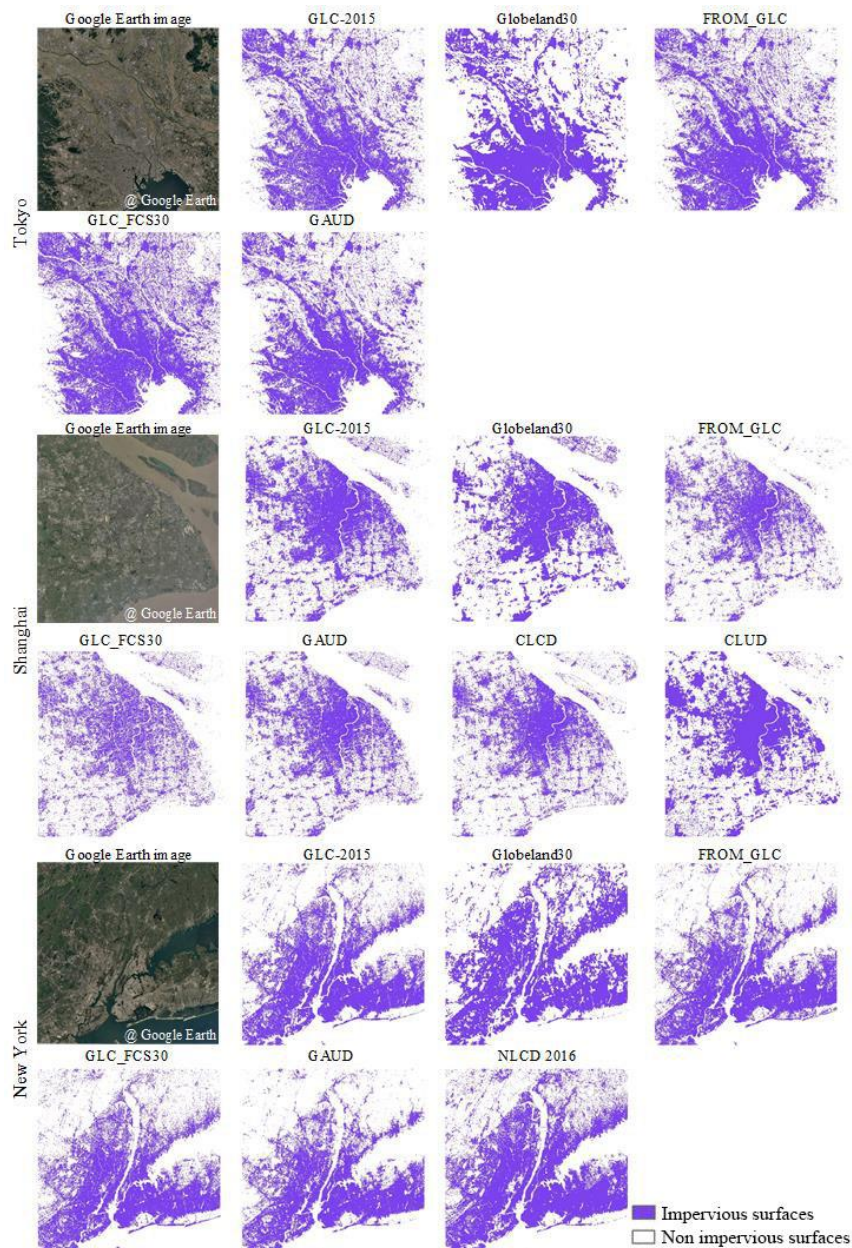 Google Earth image
GLC-2015
Globeland30
FROM_GLC
@ Google Earth
Tokyo
GLC_FCS30
GAUD
Google Earth image
GLC-2015
Globeland30
FROM_GLC
@ Google Earth
Shanghai
GLC_FCS30
GAUD
CLCD
CLUD
Google Earth image
GLC-2015
Globeland30
FROM_GLC
@ Google Earth
New York
GLC_FCS30
GAUD
NLCD 2016
Impervious surfaces
Non impervious surfaces